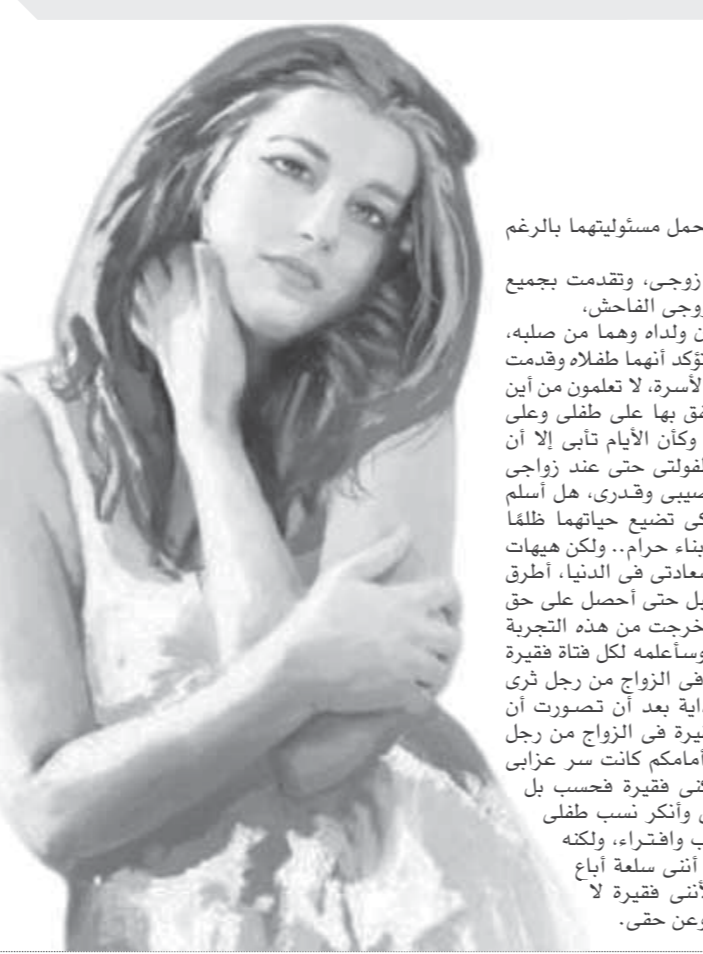 حمل مسئوليتهما بالرغم
زوجى، وتقدمت بجميع
وجى الفاحش،
ن ولداه وهما من صلبه،
تؤكد أنهما طفلاه وقدمت
لأسرة، لا تعلمون من أين
فق بها على طفلى وعلى
وكأن الأيام تأبى إلا أن
لفولتى حتى عند زواجى
صيبى وقدرى، هل أسلم
كى تضيع حياتهما ظلمًا
بناء حرام.. ولكن هيهات
معادتى فى الدنيا، أطرق
بل حتى أحصل على حق
خرجت من هذه التجربة
وسأعلمه لكل فتاة فقيرة
فى الزواج من رجل ثرى
داية بعد أن تصورت أن
قيرة فى الزواج من رجل
أمامكم كانت سر عزابى
كنى فقيرة فحسب بل
ى وأنكر نسب طفلى
ب وافتراء، ولكنه
أننى سلعة أباع
لأننى فقيرة لا
وعن حقى.